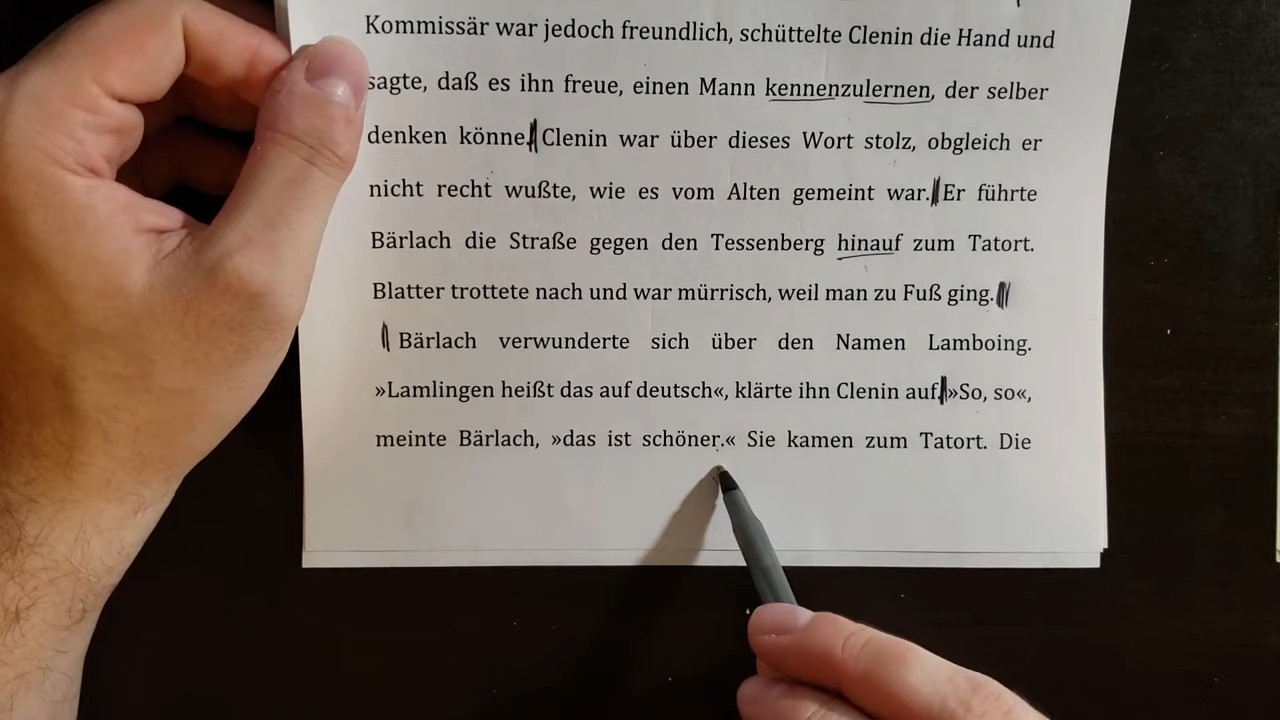 Kommissär war jedoch freundlich, schüttelte Clenin die Hand und
sagte, daß es ihn freue, einen Mann kennenzulernen, der selber
denken könne. Clenin war über dieses Wort stolz, obgleich er
nicht recht wußte, wie es vom Alten gemeint war. Er führte
Bärlach die Straße gegen den Tessenberg hinauf zum Tatort.
Blatter trottete nach und war mürrisch, weil man zu Fuß ging.
Bärlach verwunderte sich über den Namen Lamboing.
»Lamlingen heißt das auf deutsch«, klärte ihn Clenin auf. »So, so«,
meinte Bärlach, »das ist schöner.« Sie kamen zum Tatort. Die